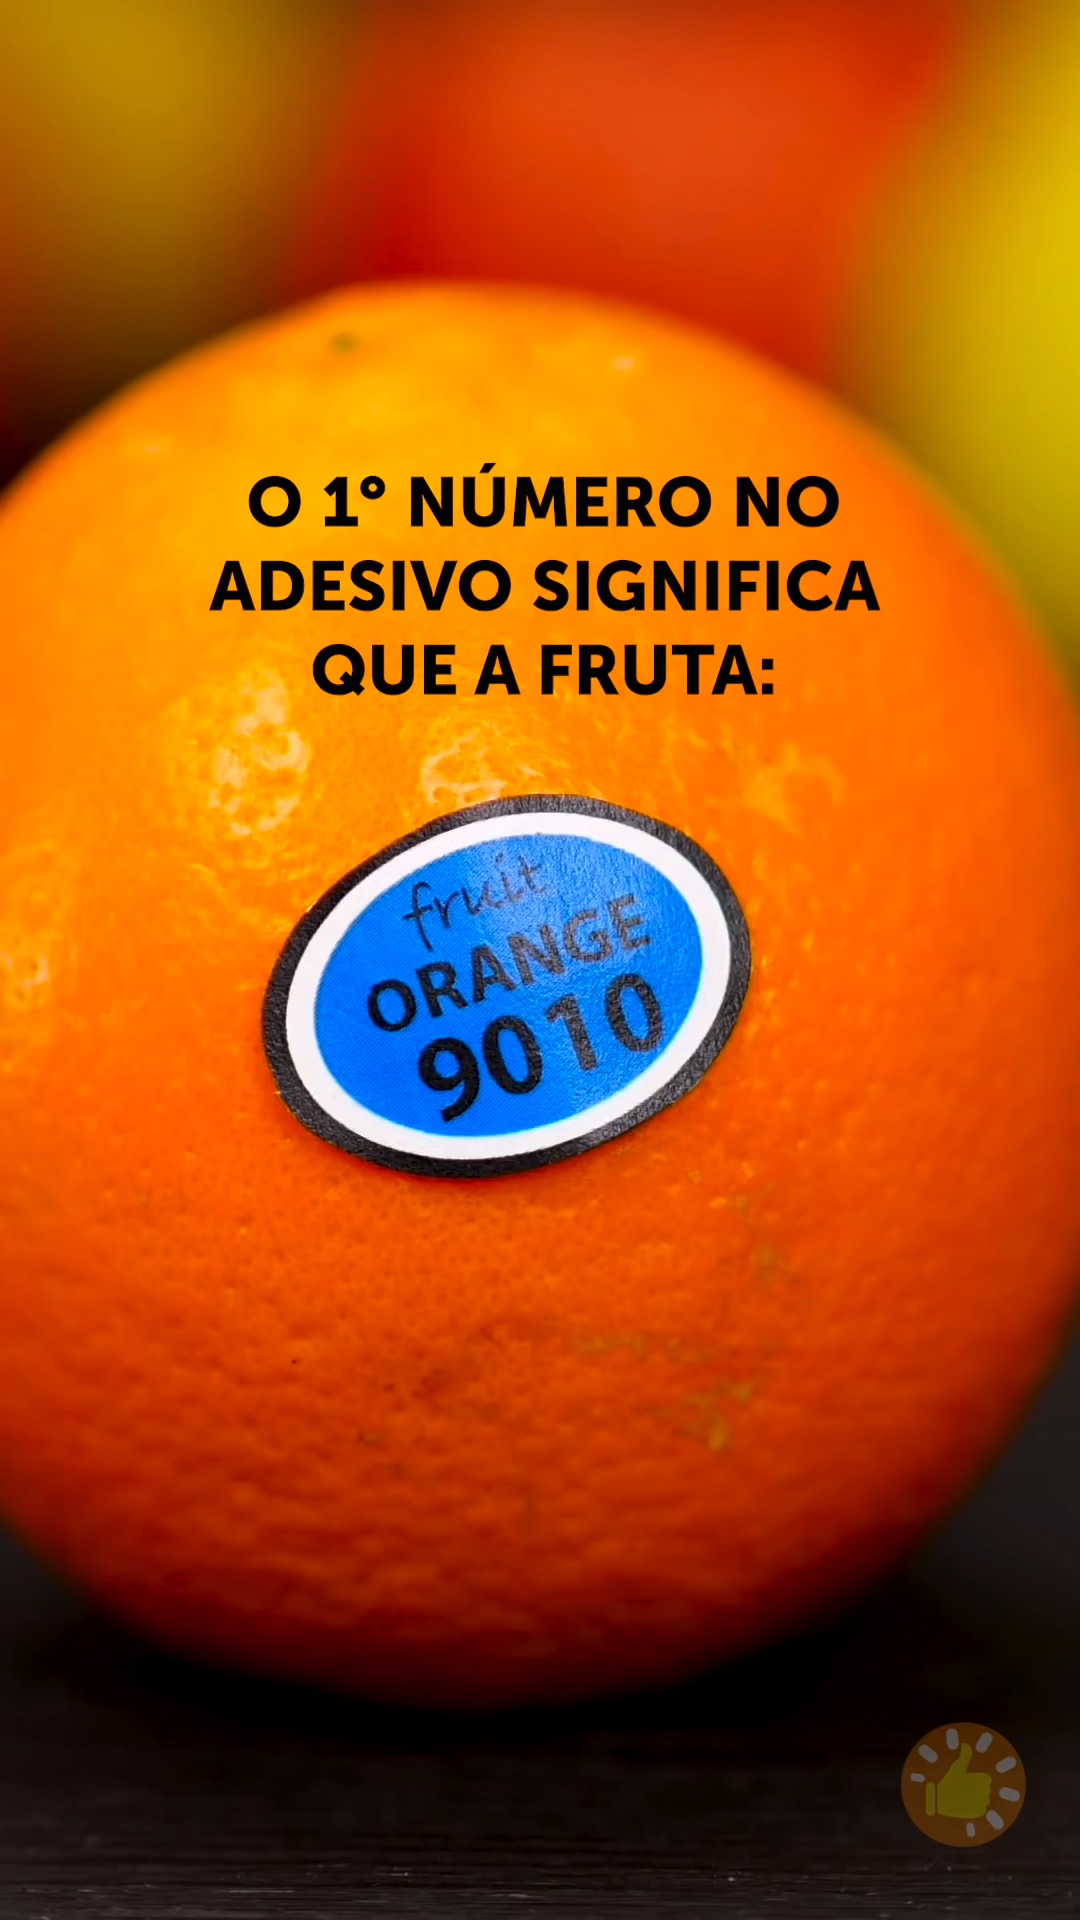 O 1° NÚMERO NO
ADESIVO SIGNIFICA
QUE A FRUTA:
fruit
ORANGE
9010